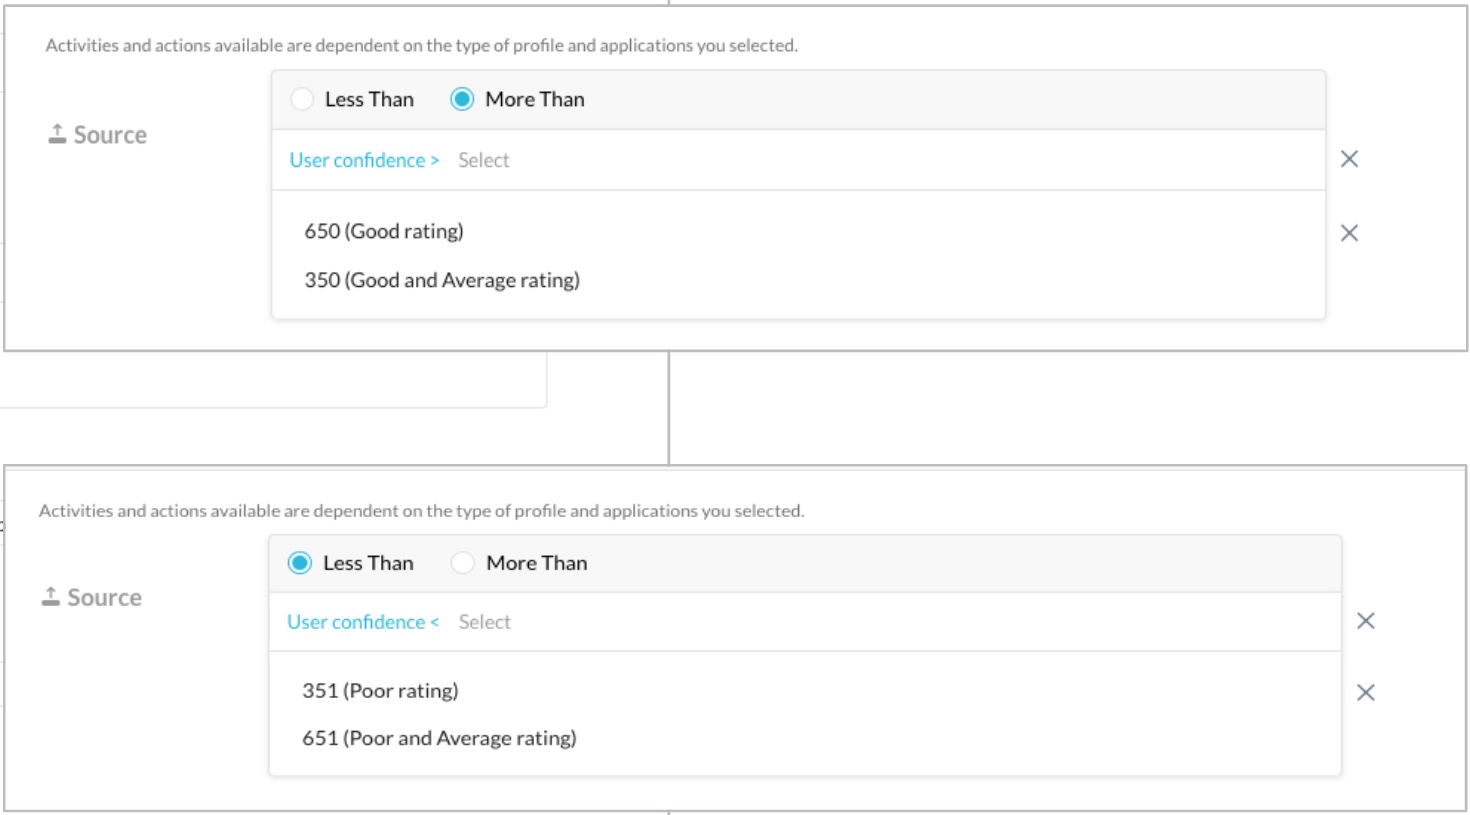 Activities and actions available are dependent on the type of profile and applications you selected.
Less Than More Than
Source
User confidence > Select
650 (Good rating)
350 (Good and Average rating)
Activities and actions available are dependent on the type of profile and applications you selected.
Less Than More Than
Source
User confidence < Select
351 (Poor rating)
651 (Poor and Average rating)